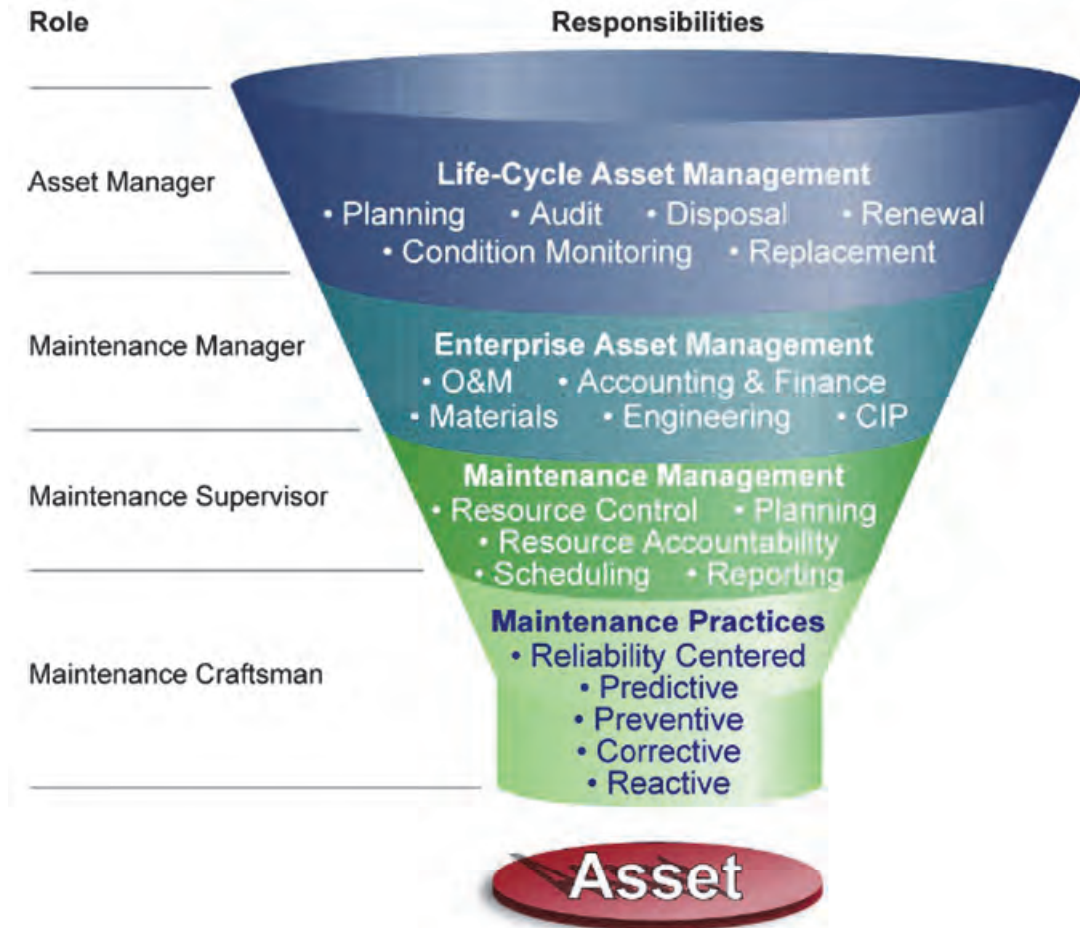 Role Responsibilities
Asset Manager
Life-Cycle Asset Management
• Planning • Audit • Disposal • Renewal
• Condition Monitoring • Replacement
Maintenance Manager
Enterprise Asset Management
• O&M • Accounting & Finance
• Materials • Engineering • CIP
Maintenance Supervisor
Maintenance Management
• Resource Control • Planning
• Resource Accountability
• Scheduling • Reporting
Maintenance Craftsman
Maintenance Practices
• Reliability Centered
• Predictive
• Preventive
• Corrective
• Reactive
Asset